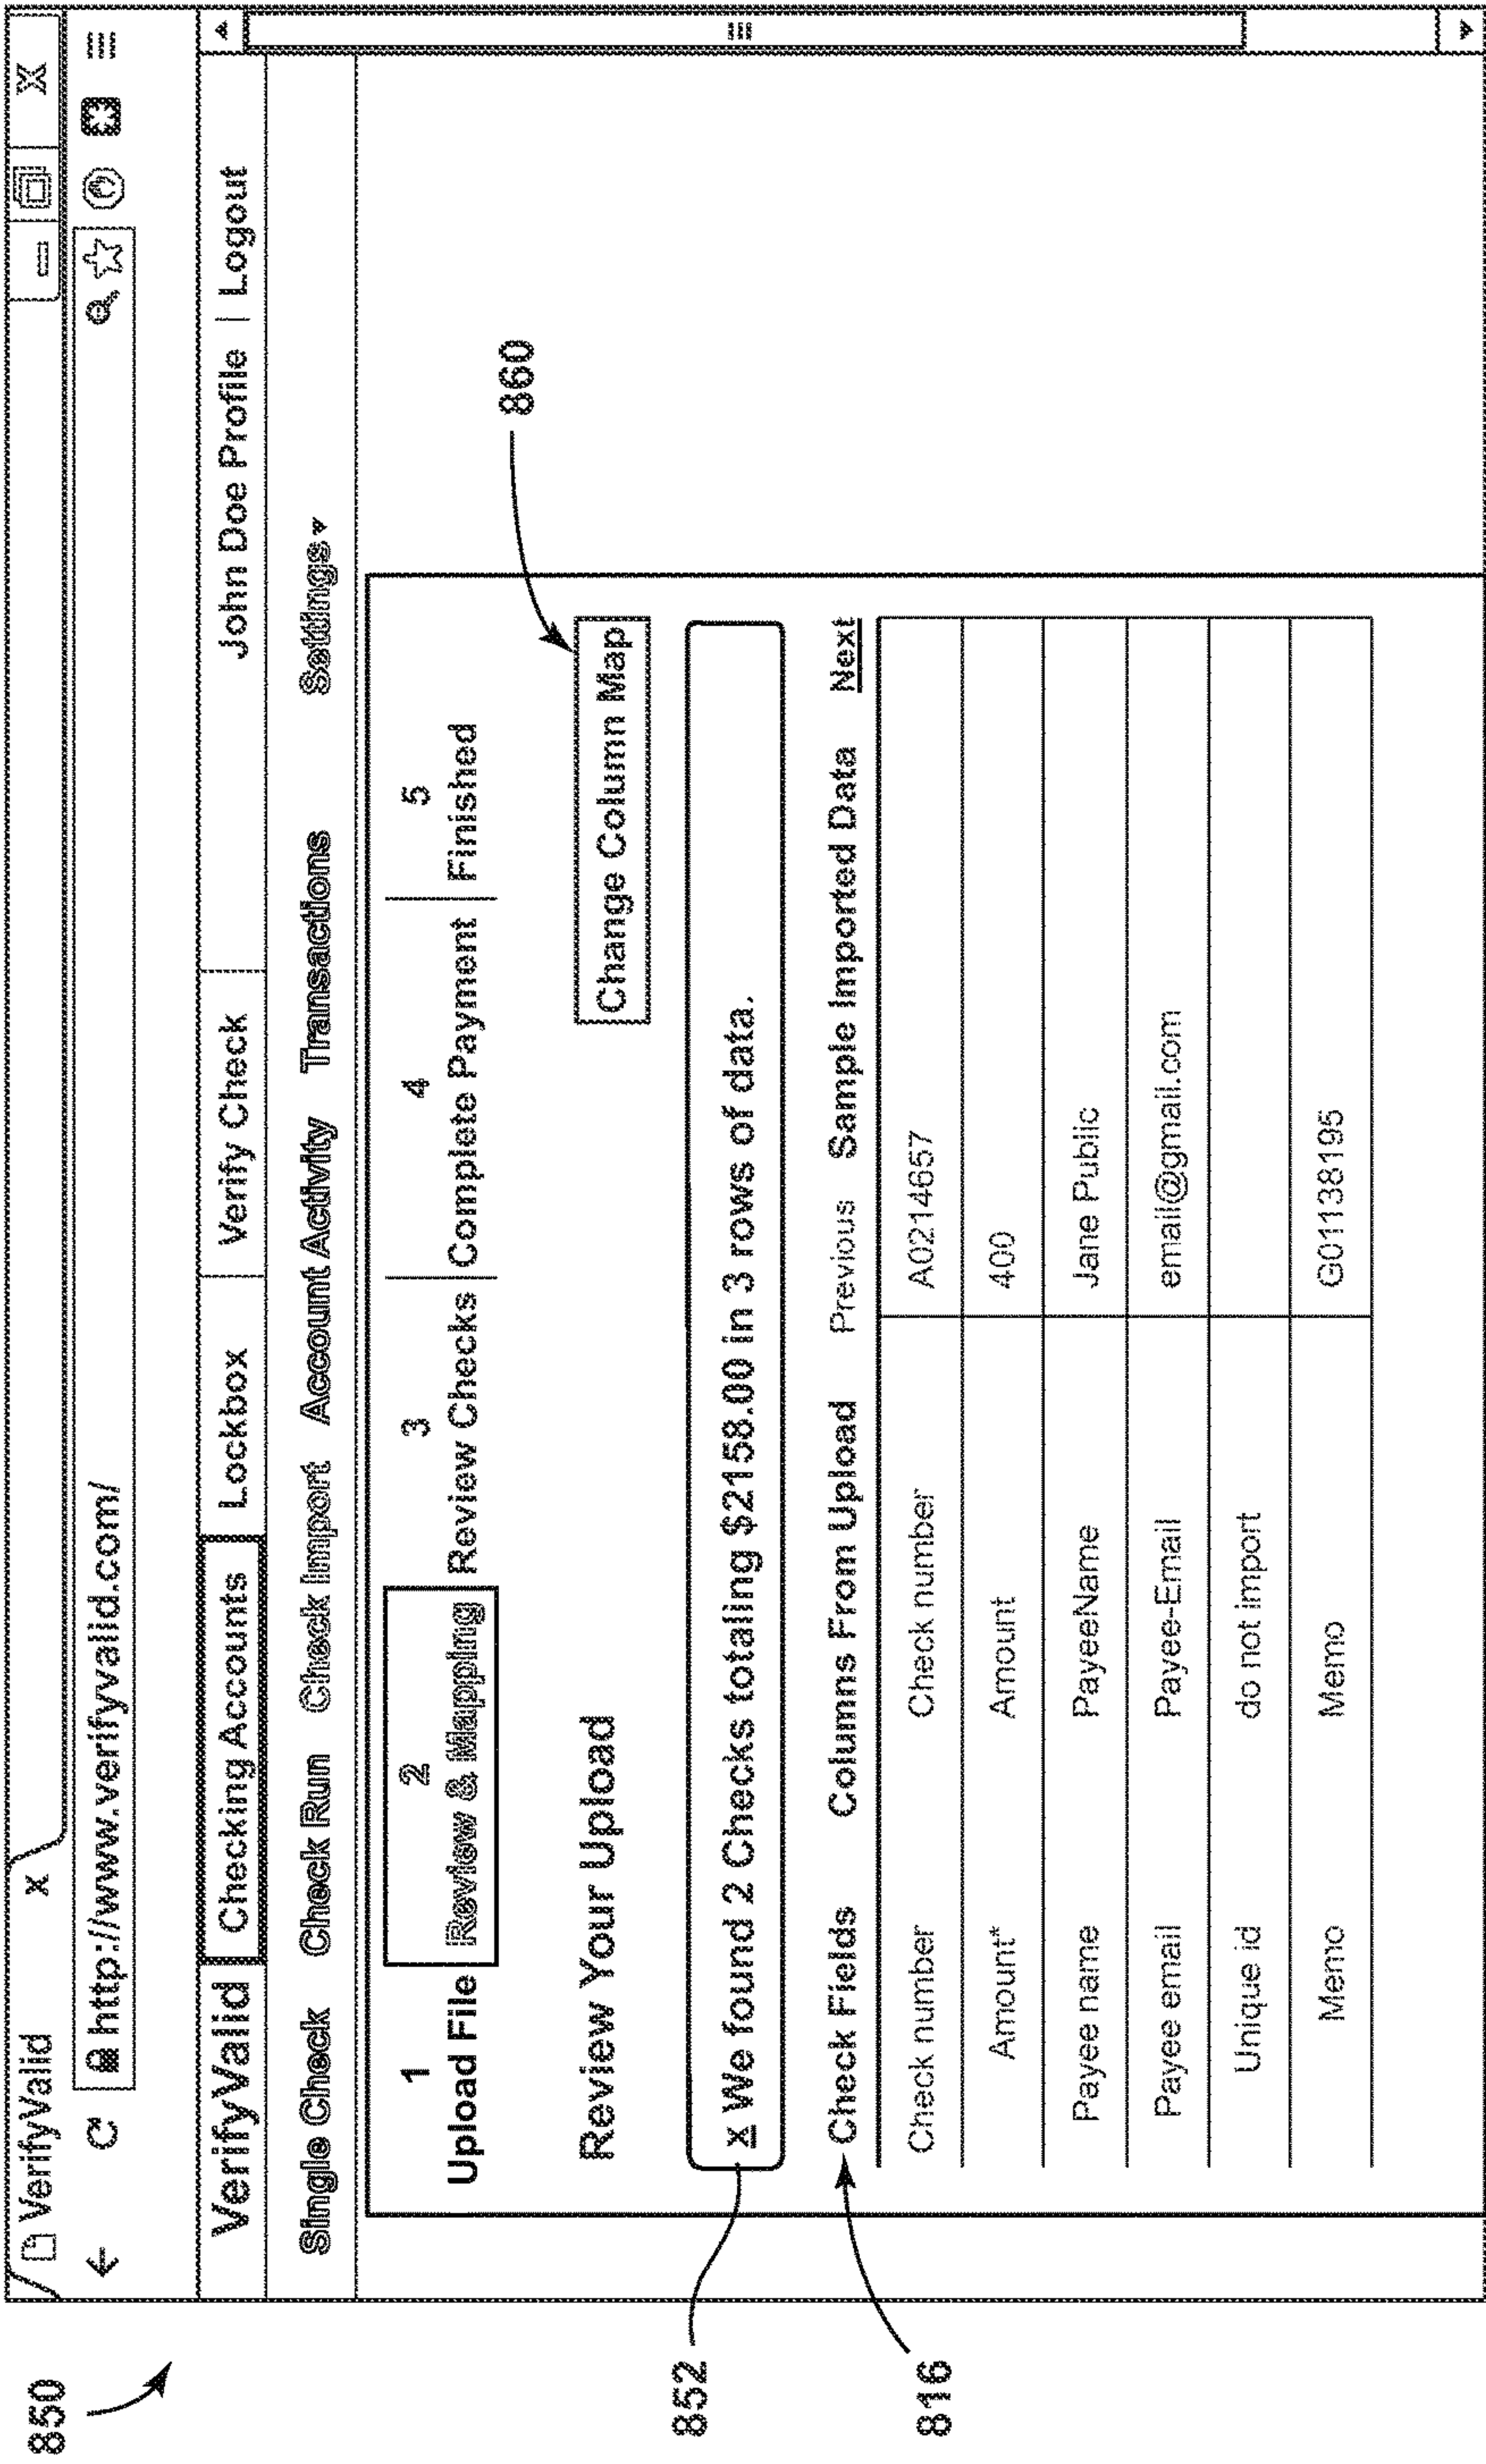 850
VerifyValid x X
http://www.verifyvalid.com/
VerifyValid Checking Accounts Lockbox Verify Check John Doe Profile | Logout
Single Check Check Run Check Import Account Activity Transactions Settings
1 2 3 4 5
Upload File Review & Mapping Review Checks Complete Payment Finished
860
Review Your Upload Change Column Map
852
x We found 2 Checks totaling $2158.00 in 3 rows of data.
816
Check Fields Columns From Upload Previous Sample Imported Data Next
Check number Check number A0214657
Amount* Amount 400
Payee name PayeeName Jane Public
Payee email Payee-Email email@gmail.com
Unique id do not import
Memo Memo G01138195